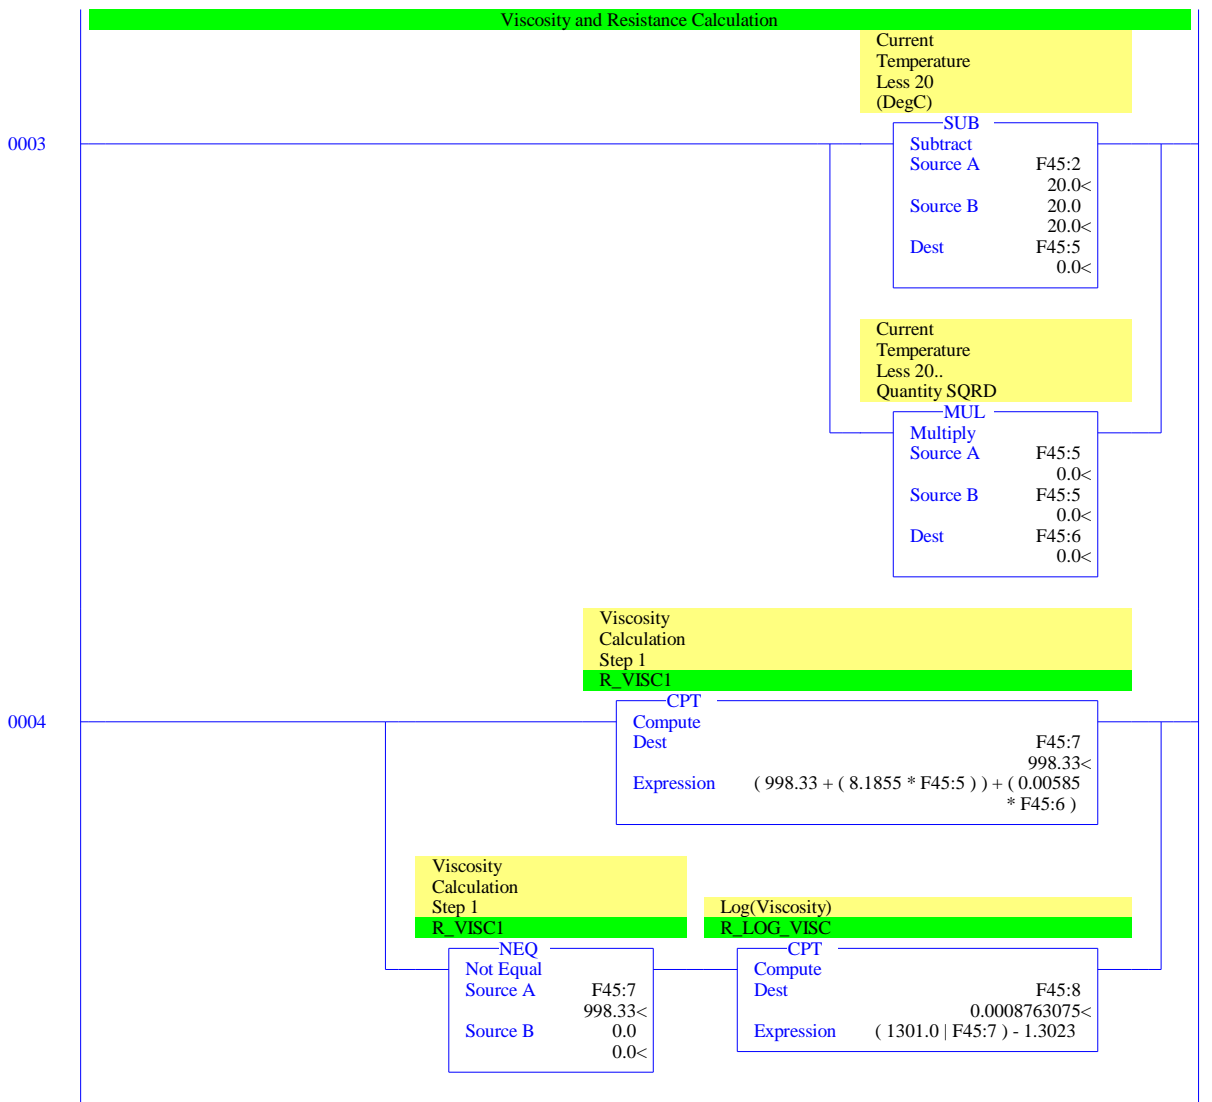 Viscosity and Resistance Calculation
Current
Temperature
Less 20
(DegC)
SUB
0003
Subtract
Source A F45:2
20.0<
Source B 20.0
20.0<
Dest F45:5
0.0<
Current
Temperature
Less 20..
Quantity SQRD
MUL
Multiply
Source A F45:5
0.0<
Source B F45:5
0.0<
Dest F45:6
0.0<
Viscosity
Calculation
Step 1
R_VISC1
CPT
0004
Compute
Dest F45:7
998.33<
Expression ( 998.33 + ( 8.1855 * F45:5 ) ) + ( 0.00585
* F45:6 )
Viscosity
Calculation
Step 1
R_VISC1
NEQ
Not Equal
Source A F45:7
998.33<
Source B 0.0
0.0<
Log(Viscosity)
R_LOG_VISC
CPT
Compute
Dest F45:8
0.0008763075<
Expression ( 1301.0 | F45:7 ) - 1.3023